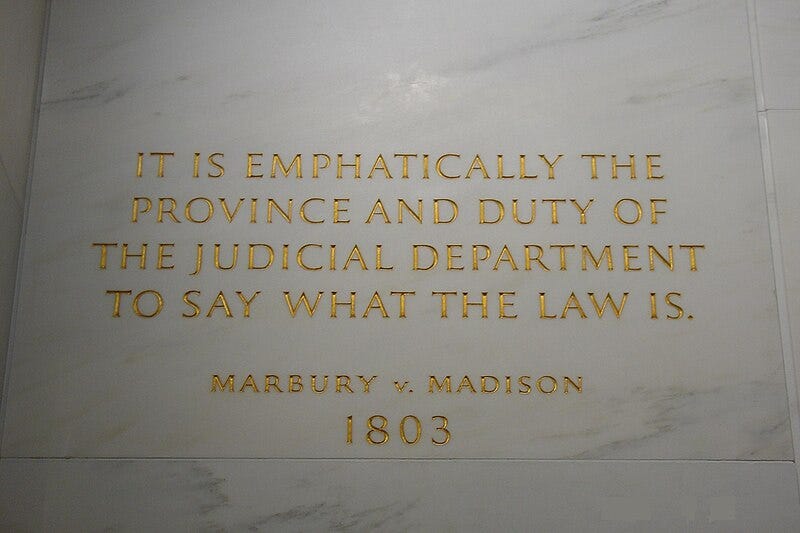 IT IS EMPHATICALLY THE
PROVINCE AND DUTY OF
THE JUDICIAL DEPARTMENT
TO SAY WHAT THE LAW IS.
MARBURY v. MADISON
1803